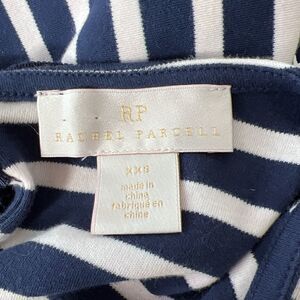 RP
RACHEL PARCELL
XXS
made in
china
fabriqué en
chine